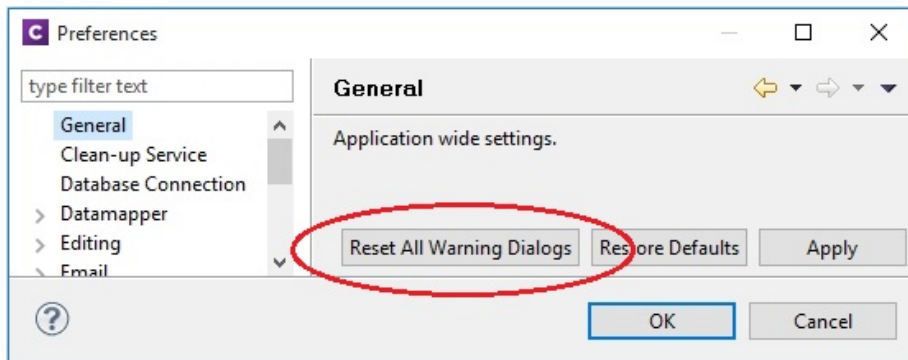 C Preferences
type filter text
General
Clean-up Service
Database Connection
Datamapper
Editing
Email
General
Application wide settings.
Reset All Warning Dialogs
Restore Defaults
Apply
?
OK
Cancel